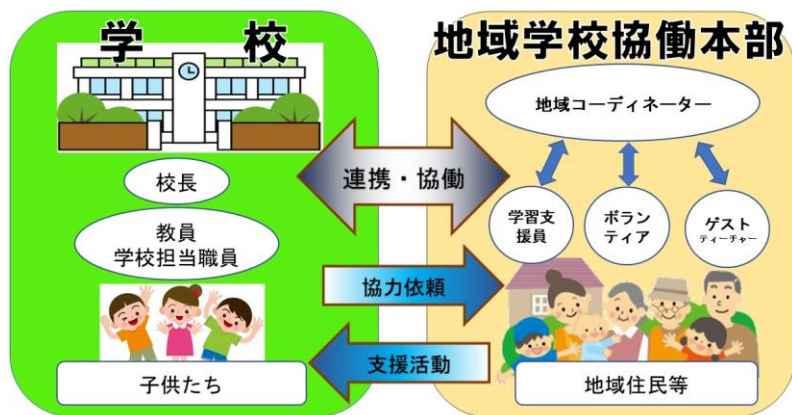 学　校
校長
教員
学校担当職員
子供たち
連携・協働
協力依頼
支援活動
地域学校協働本部
地域コーディネーター
学習支
援員
ボラン
ティア
ゲスト
ティーチャー
地域住民等